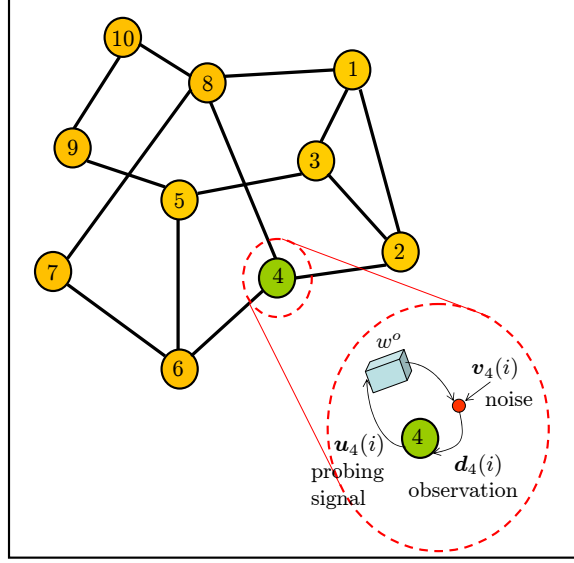 10
8
1
9
3
5
2
7
4
6
w^o
v_4(i)
noise
4
u_4(i)
probing
signal
d_4(i)
observation